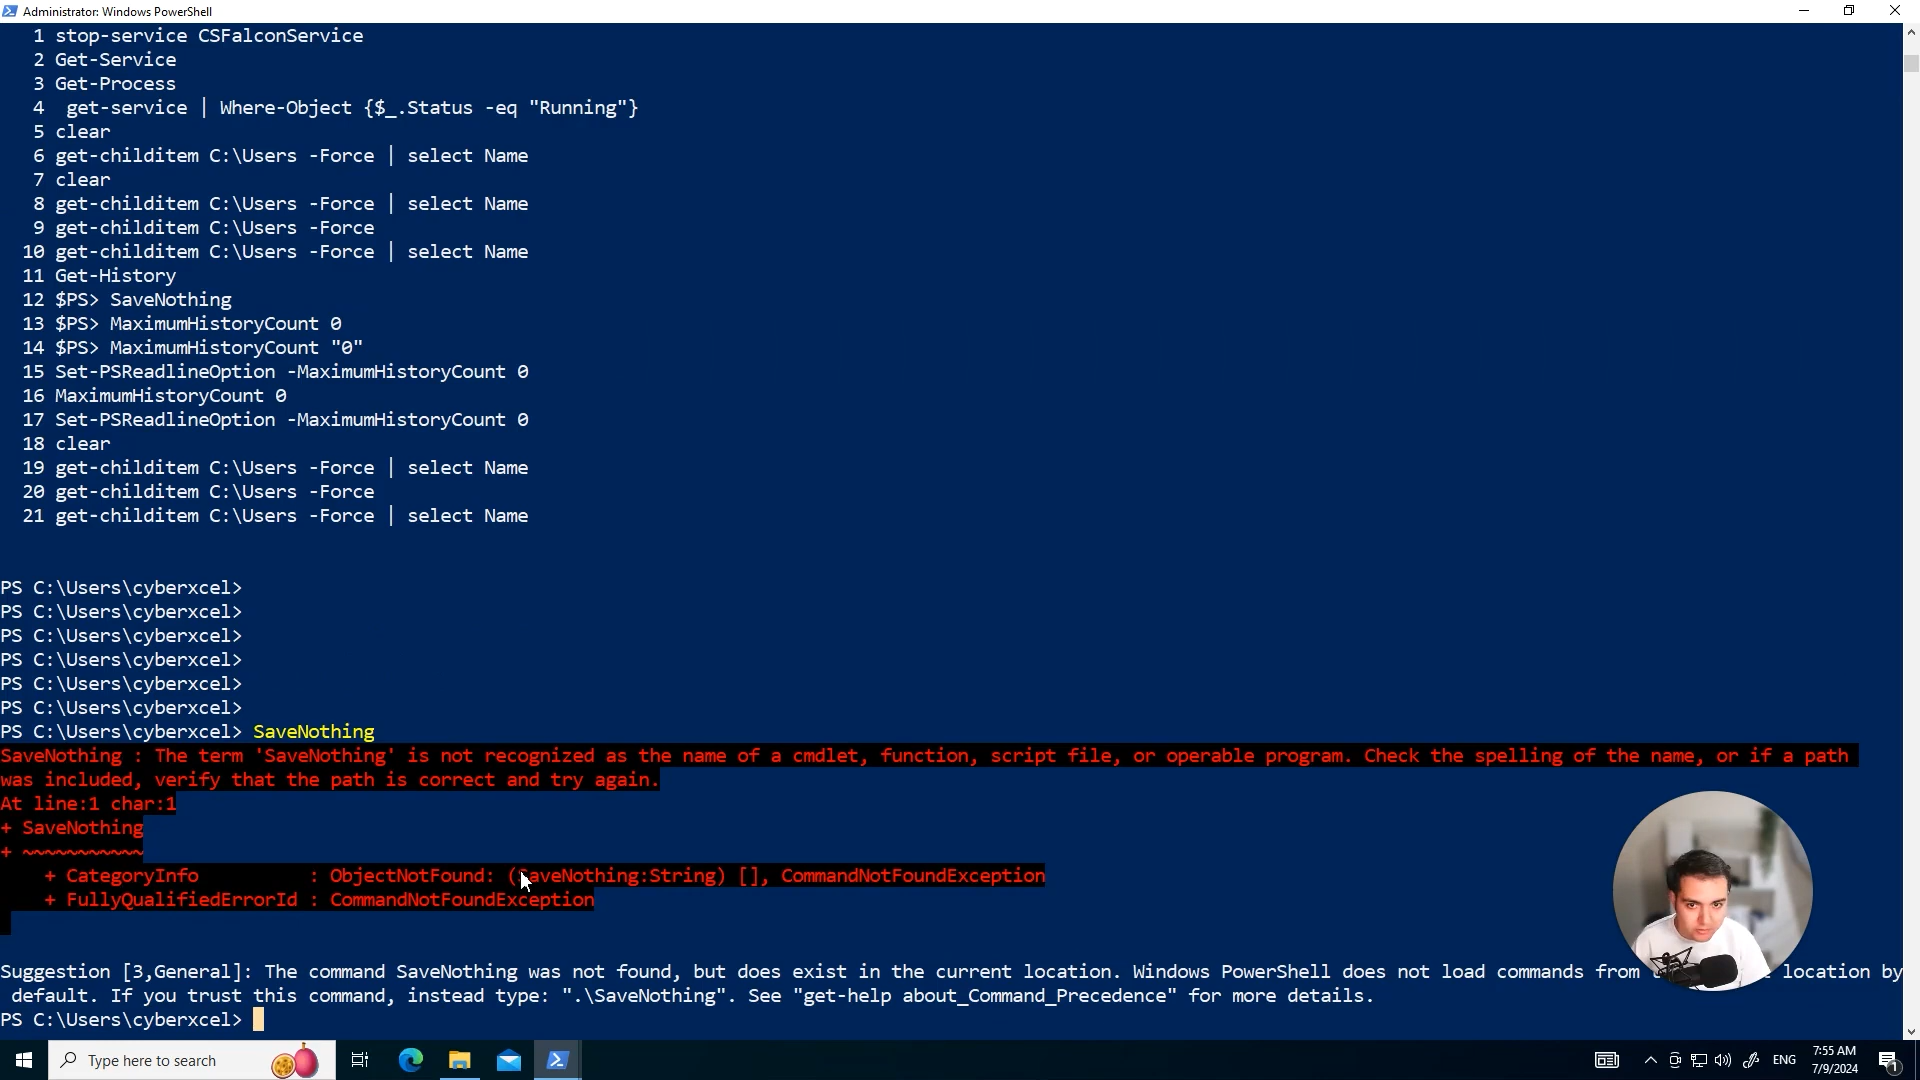 Administrator: Windows PowerShell
1 stop-service CSFalconService
2 Get-Service
3 Get-Process
4  get-service | Where-Object {$_.Status -eq "Running"}
5 clear
6 get-childitem C:\Users -Force | select Name
7 clear
8 get-childitem C:\Users -Force | select Name
9 get-childitem C:\Users -Force
10 get-childitem C:\Users -Force | select Name
11 Get-History
12 $PS> SaveNothing
13 $PS> MaximumHistoryCount 0
14 $PS> MaximumHistoryCount "0"
15 Set-PSReadlineOption -MaximumHistoryCount 0
16 MaximumHistoryCount 0
17 Set-PSReadlineOption -MaximumHistoryCount 0
18 clear
19 get-childitem C:\Users -Force | select Name
20 get-childitem C:\Users -Force
21 get-childitem C:\Users -Force | select Name
PS C:\Users\cyberxcel>
PS C:\Users\cyberxcel>
PS C:\Users\cyberxcel>
PS C:\Users\cyberxcel>
PS C:\Users\cyberxcel>
PS C:\Users\cyberxcel>
PS C:\Users\cyberxcel> SaveNothing
SaveNothing : The term 'SaveNothing' is not recognized as the name of a cmdlet, function, script file, or operable program. Check the spelling of the name, or if a path
was included, verify that the path is correct and try again.
At line:1 char:1
+ SaveNothing
+ ~~~~~~~~~~~
+ CategoryInfo          : ObjectNotFound: (SaveNothing:String) [], CommandNotFoundException
+ FullyQualifiedErrorId : CommandNotFoundException
Suggestion [3,General]: The command SaveNothing was not found, but does exist in the current location. Windows PowerShell does not load commands from location by
default. If you trust this command, instead type: ".\SaveNothing". See "get-help about_Command_Precedence" for more details.
PS C:\Users\cyberxcel>
Type here to search
ENG
7:55 AM
7/9/2024
1